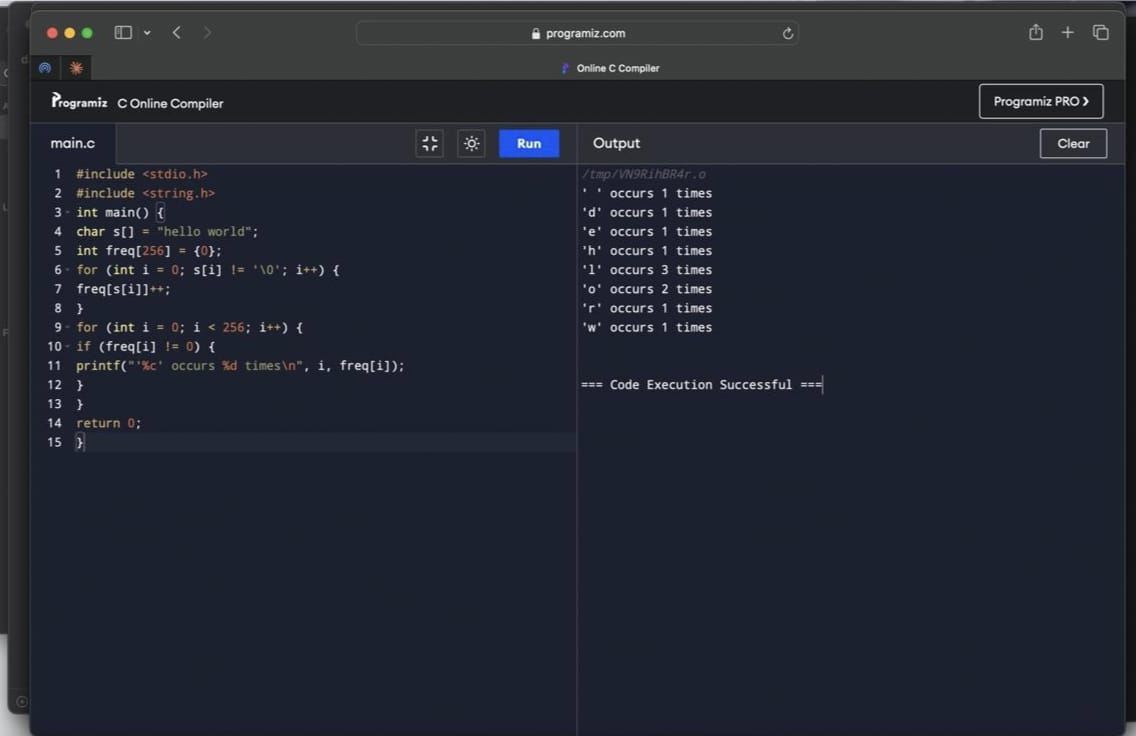 programiz.com
Online C Compiler
Programiz C Online Compiler
Programiz PRO ❯
main.c
Run
Output
Clear
1 #include <stdio.h>
2 #include <string.h>
3 int main() {
4 char s[] = "hello world";
5 int freq[256] = {0};
6 for (int i = 0; s[i] != '\0'; i++) {
7 freq[s[i]]++;
8 }
9 for (int i = 0; i < 256; i++) {
10 if (freq[i] != 0) {
11 printf("'%c' occurs %d times\n", i, freq[i]);
12 }
13 }
14 return 0;
15 }
/tmp/VN9RihBR4r.o
' ' occurs 1 times
'd' occurs 1 times
'e' occurs 1 times
'h' occurs 1 times
'l' occurs 3 times
'o' occurs 2 times
'r' occurs 1 times
'w' occurs 1 times
=== Code Execution Successful ===